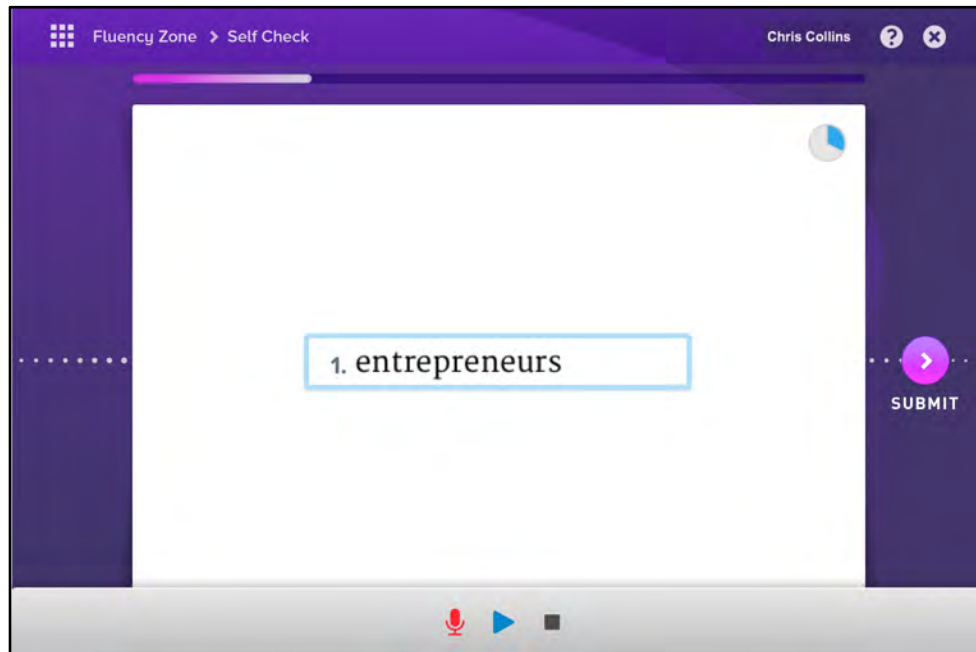 Fluency Zone > Self Check
Chris Collins
?
1. entrepreneurs
SUBMIT